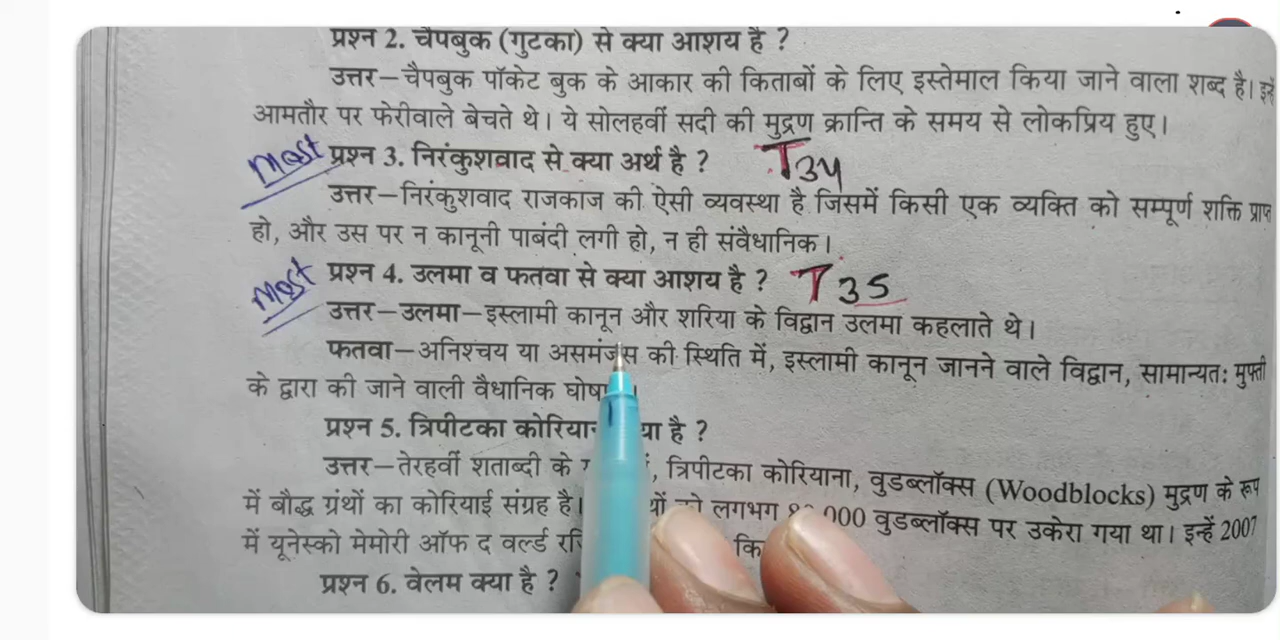 प्रश्न 2. चैपबुक (गुटका) से क्या आशय है ?
उत्तर–चैपबुक पॉकेट बुक के आकार की किताबों के लिए इस्तेमाल किया जाने वाला शब्द है। इन्हें
आमतौर पर फेरीवाले बेचते थे। ये सोलहवीं सदी की मुद्रण क्रान्ति के समय से लोकप्रिय हुए।
Most प्रश्न 3. निरंकुशवाद से क्या अर्थ है ? T34
उत्तर–निरंकुशवाद राजकाज की ऐसी व्यवस्था है जिसमें किसी एक व्यक्ति को सम्पूर्ण शक्ति प्राप्त
हो, और उस पर न कानूनी पाबंदी लगी हो, न ही संवैधानिक।
Most प्रश्न 4. उलमा व फतवा से क्या आशय है ? T35
उत्तर–उलमा–इस्लामी कानून और शरिया के विद्वान उलमा कहलाते थे।
फतवा–अनिश्चय या असमंजस की स्थिति में, इस्लामी कानून जानने वाले विद्वान, सामान्यतः मुफ्ती
के द्वारा की जाने वाली वैधानिक
प्रश्न 5. त्रिपीटका है ?
उत्तर–तेरहवीं शताब्दी के त्रिपीटका कोरियाना, वुडब्लॉक्स (Woodblocks) मुद्रण के रूप
में बौद्ध ग्रंथों का कोरियाई संग्रह है। लगभग वुडब्लॉक्स पर उकेरा गया था। इन्हें 2007
में यूनेस्को मेमोरी ऑफ द वर्ल्ड
प्रश्न 6. वेलम क्या है ?